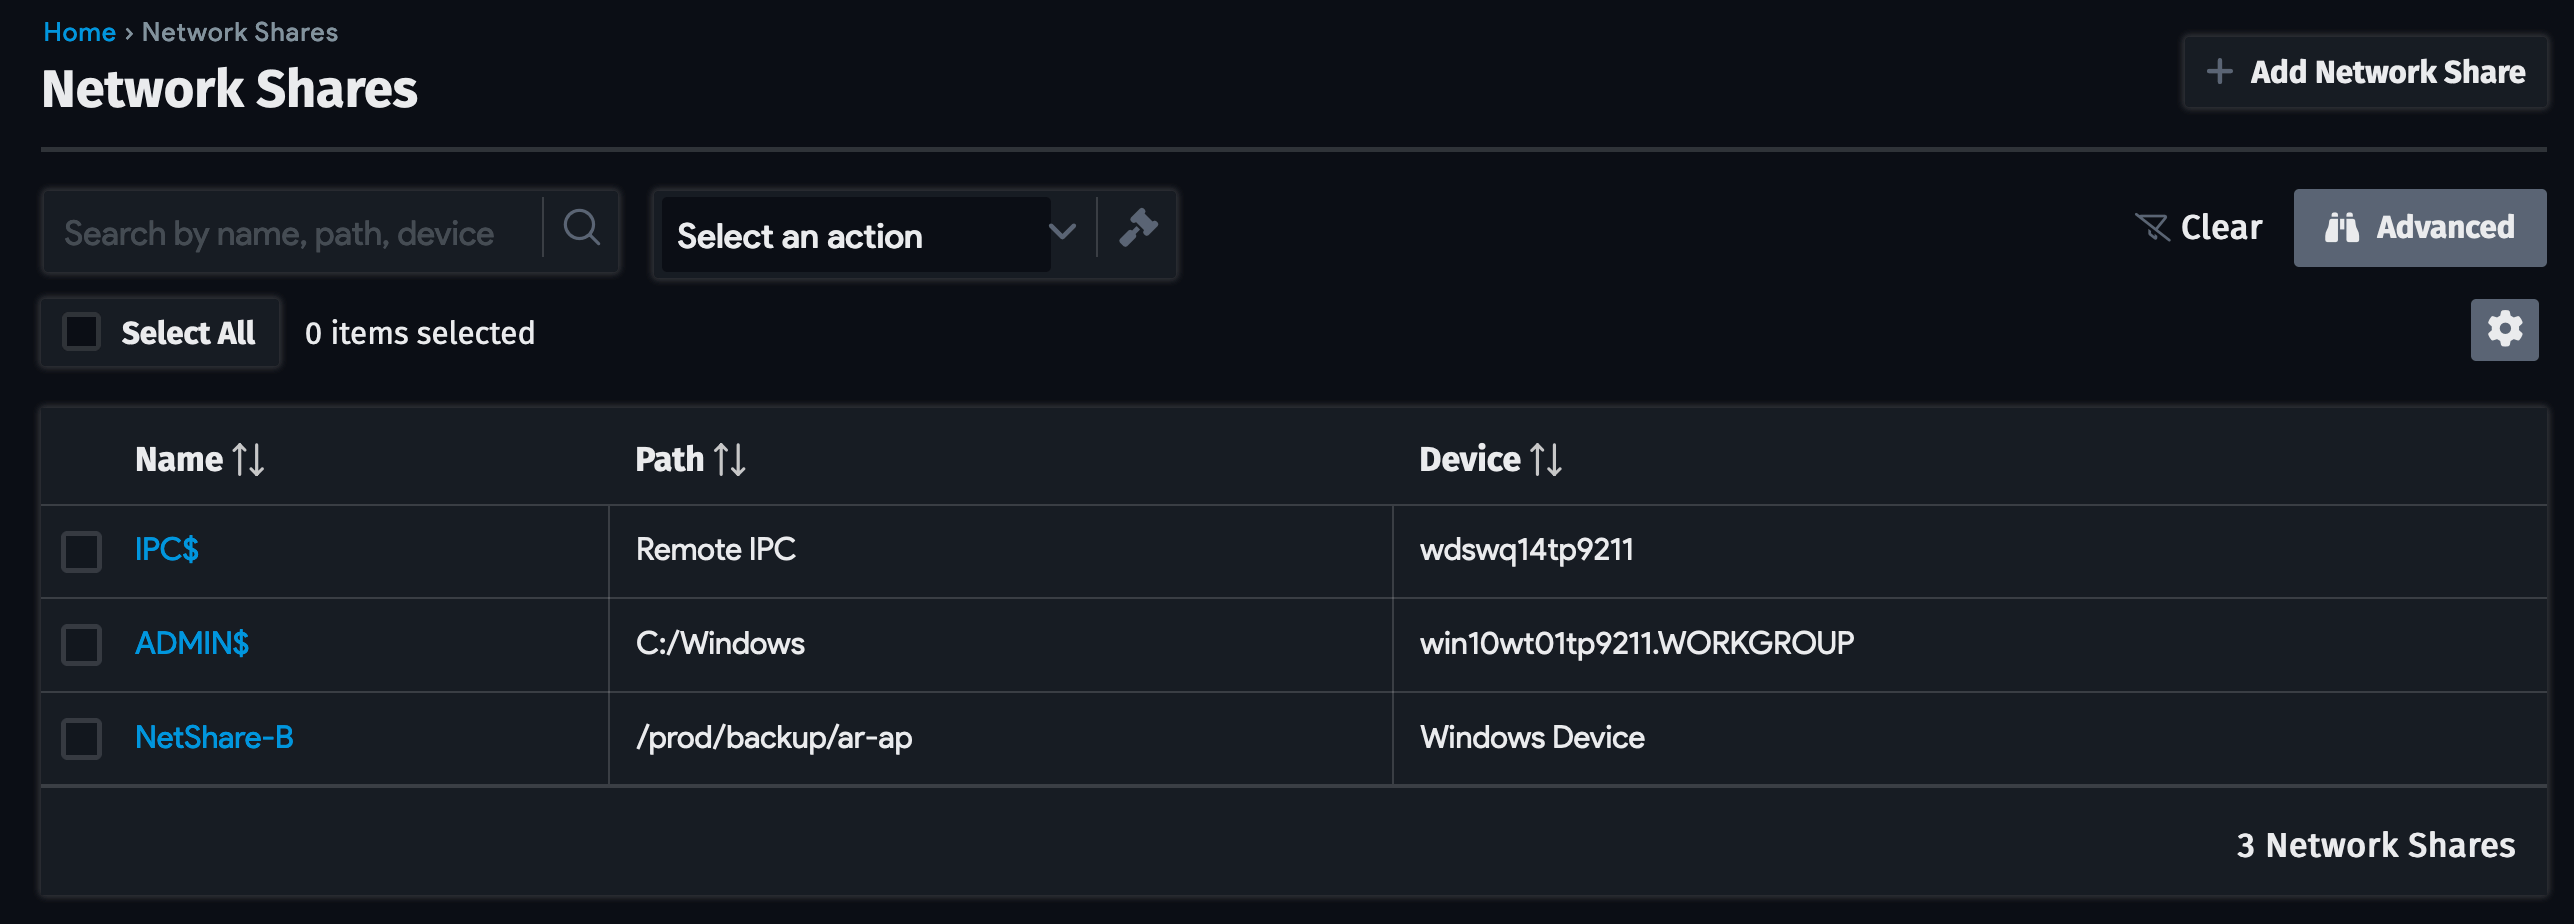 Home › Network Shares
Network Shares
Add Network Share
Search by name, path, device
Select an action
Clear
Advanced
Select All
0 items selected
Name Path Device
IPC$ Remote IPC wdswq14tp9211
ADMIN$ C:/Windows win10wt01tp9211.WORKGROUP
NetShare-B /prod/backup/ar-ap Windows Device
3 Network Shares